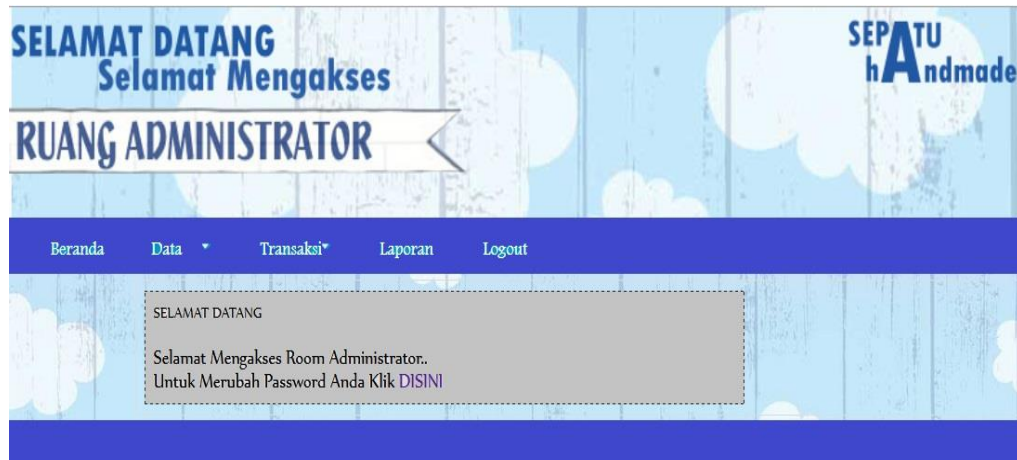 SELAMAT DATANG
Selamat Mengakses
RUANG ADMINISTRATOR
SEPATU
hAndmade
Beranda Data Transaksi Laporan Logout
SELAMAT DATANG
Selamat Mengakses Room Administrator..
Untuk Merubah Password Anda Klik DISINI